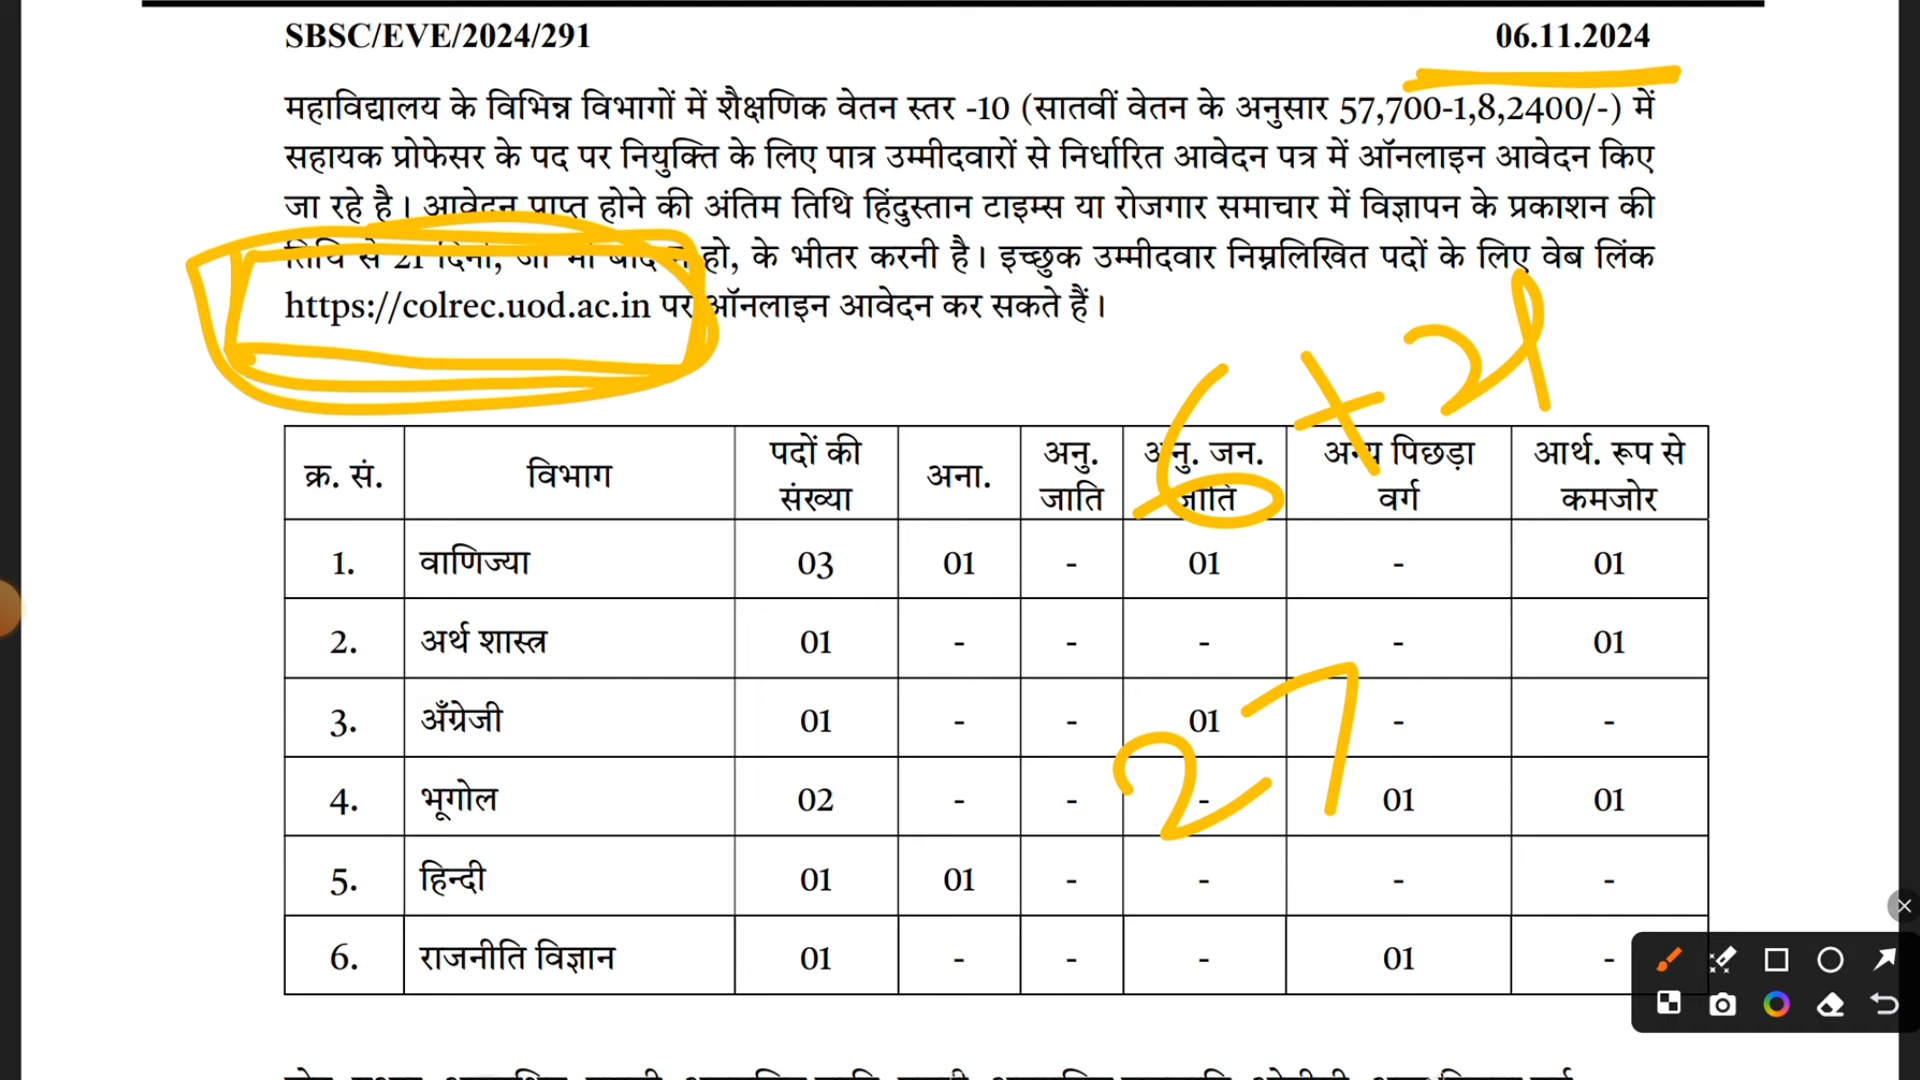 SBSC/EVE/2024/291 06.11.2024
महाविद्यालय के विभिन्न विभागों में शैक्षणिक वेतन स्तर -10 (सातवीं वेतन के अनुसार 57,700-1,8,2400/-) में
सहायक प्रोफेसर के पद पर नियुक्ति के लिए पात्र उम्मीदवारों से निर्धारित आवेदन पत्र में ऑनलाइन आवेदन किए
जा रहे है। आवेदन प्राप्त होने की अंतिम तिथि हिंदुस्तान टाइम्स या रोजगार समाचार में विज्ञापन के प्रकाशन की
तिथि से 21 दिनों, जो भी बाद में हो, के भीतर करनी है। इच्छुक उम्मीदवार निम्नलिखित पदों के लिए वेब लिंक
https://colrec.uod.ac.in पर ऑनलाइन आवेदन कर सकते हैं।
6+21
क्र. सं. विभाग पदों की संख्या अना. अनु. जाति अनु. जन. जाति अन्य पिछड़ा वर्ग आर्थ. रूप से कमजोर
1. वाणिज्या 03 01 - 01 - 01
2. अर्थ शास्त्र 01 - - - - 01
3. अँग्रेजी 01 - - 01 - -
27
4. भूगोल 02 - - - 01 01
5. हिन्दी 01 01 - - - -
6. राजनीति विज्ञान 01 - - - 01 -